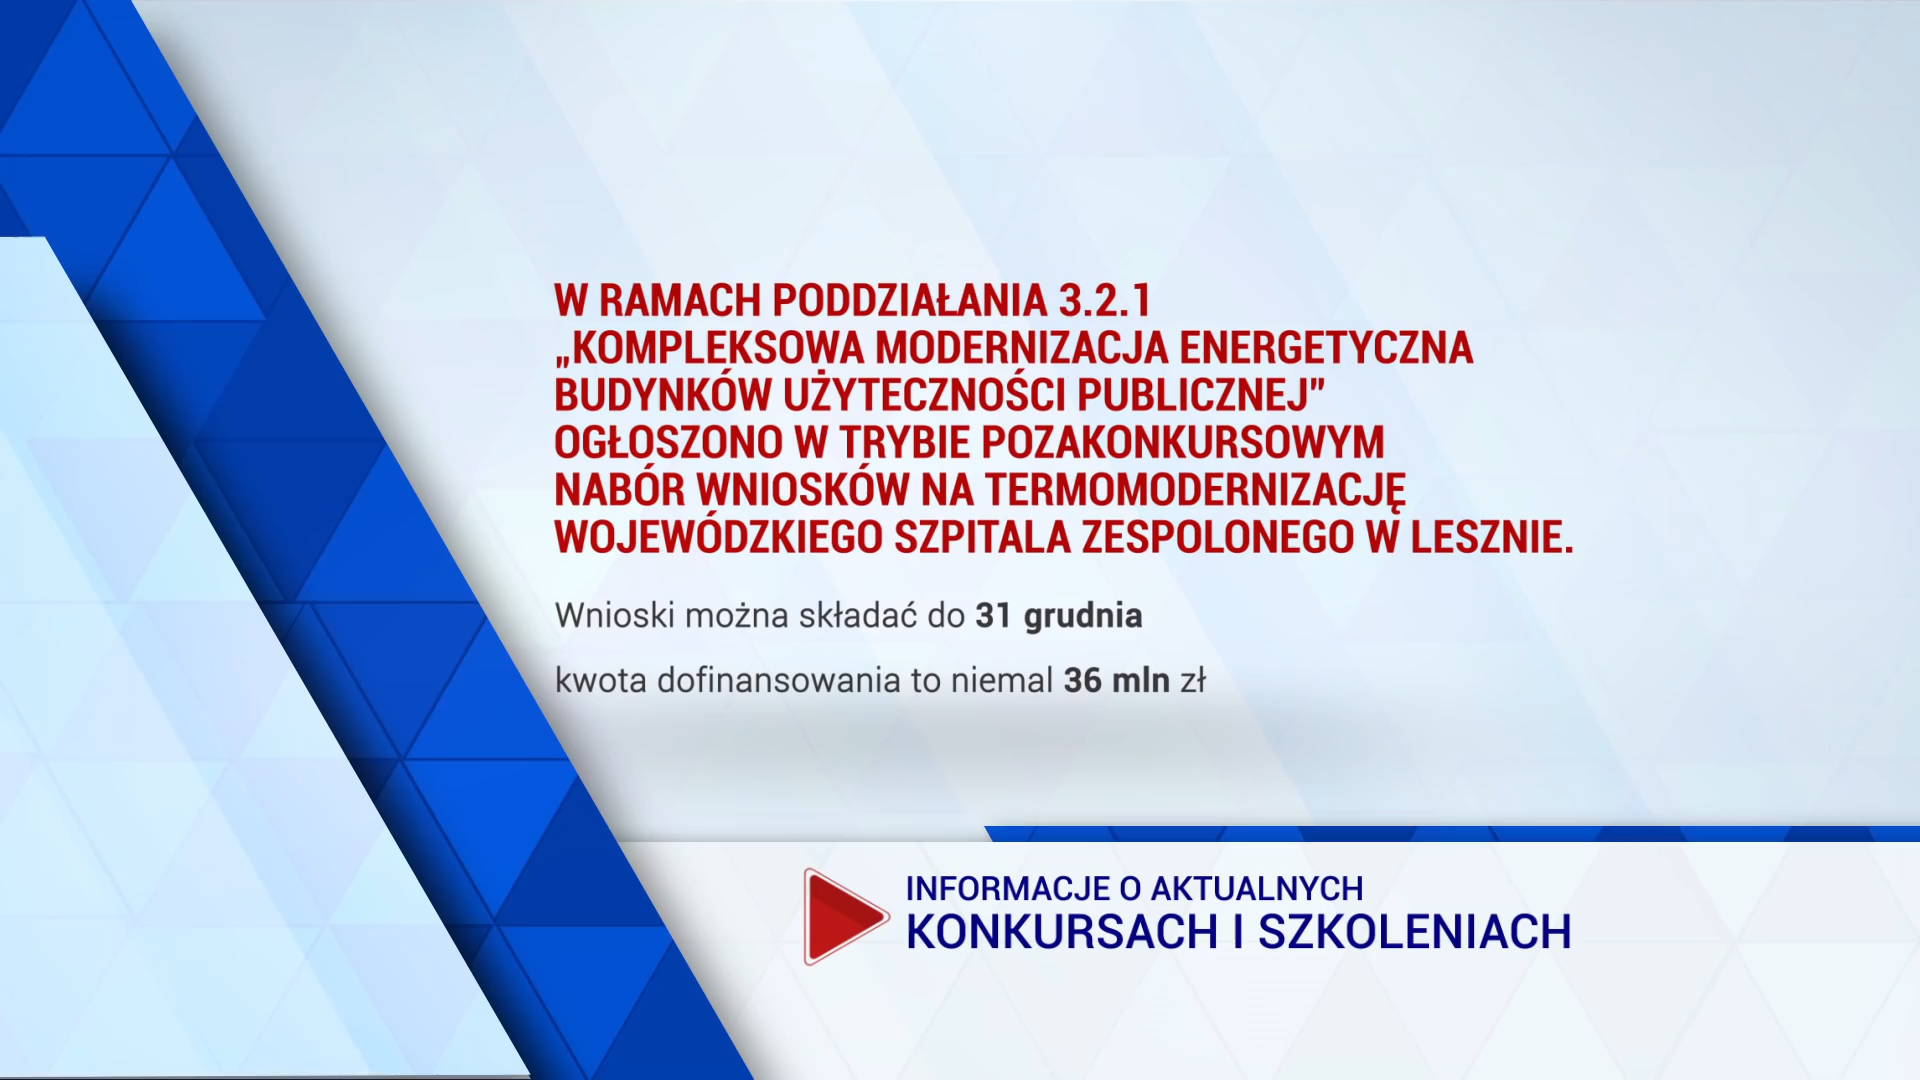 W RAMACH PODDZIAŁANIA 3.2.1
„KOMPLEKSOWA MODERNIZACJA ENERGETYCZNA
BUDYNKÓW UŻYTECZNOŚCI PUBLICZNEJ”
OGŁOSZONO W TRYBIE POZAKONKURSOWYM
NABÓR WNIOSKÓW NA TERMOMODERNIZACJĘ
WOJEWÓDZKIEGO SZPITALA ZESPOLONEGO W LESZNIE.
Wnioski można składać do 31 grudnia
kwota dofinansowania to niemal 36 mln zł
INFORMACJE O AKTUALNYCH
KONKURSACH I SZKOLENIACH